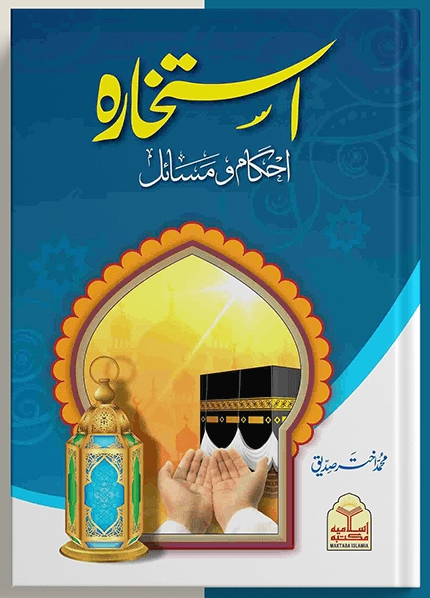 استخارہ
احکام و مسائل
محمد اختر صدیق
اسلامیہ
مکتبہ
MAKTABA ISLAMIA